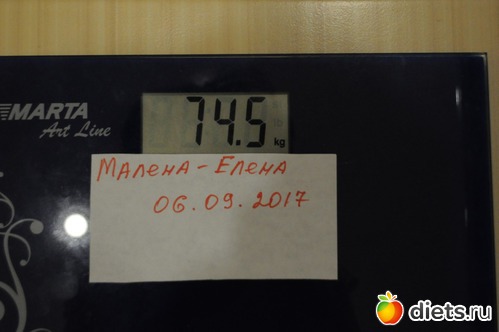 MARTA
Art Line
74.5
kg
Малена-Елена
06.09.2017
diets.ru